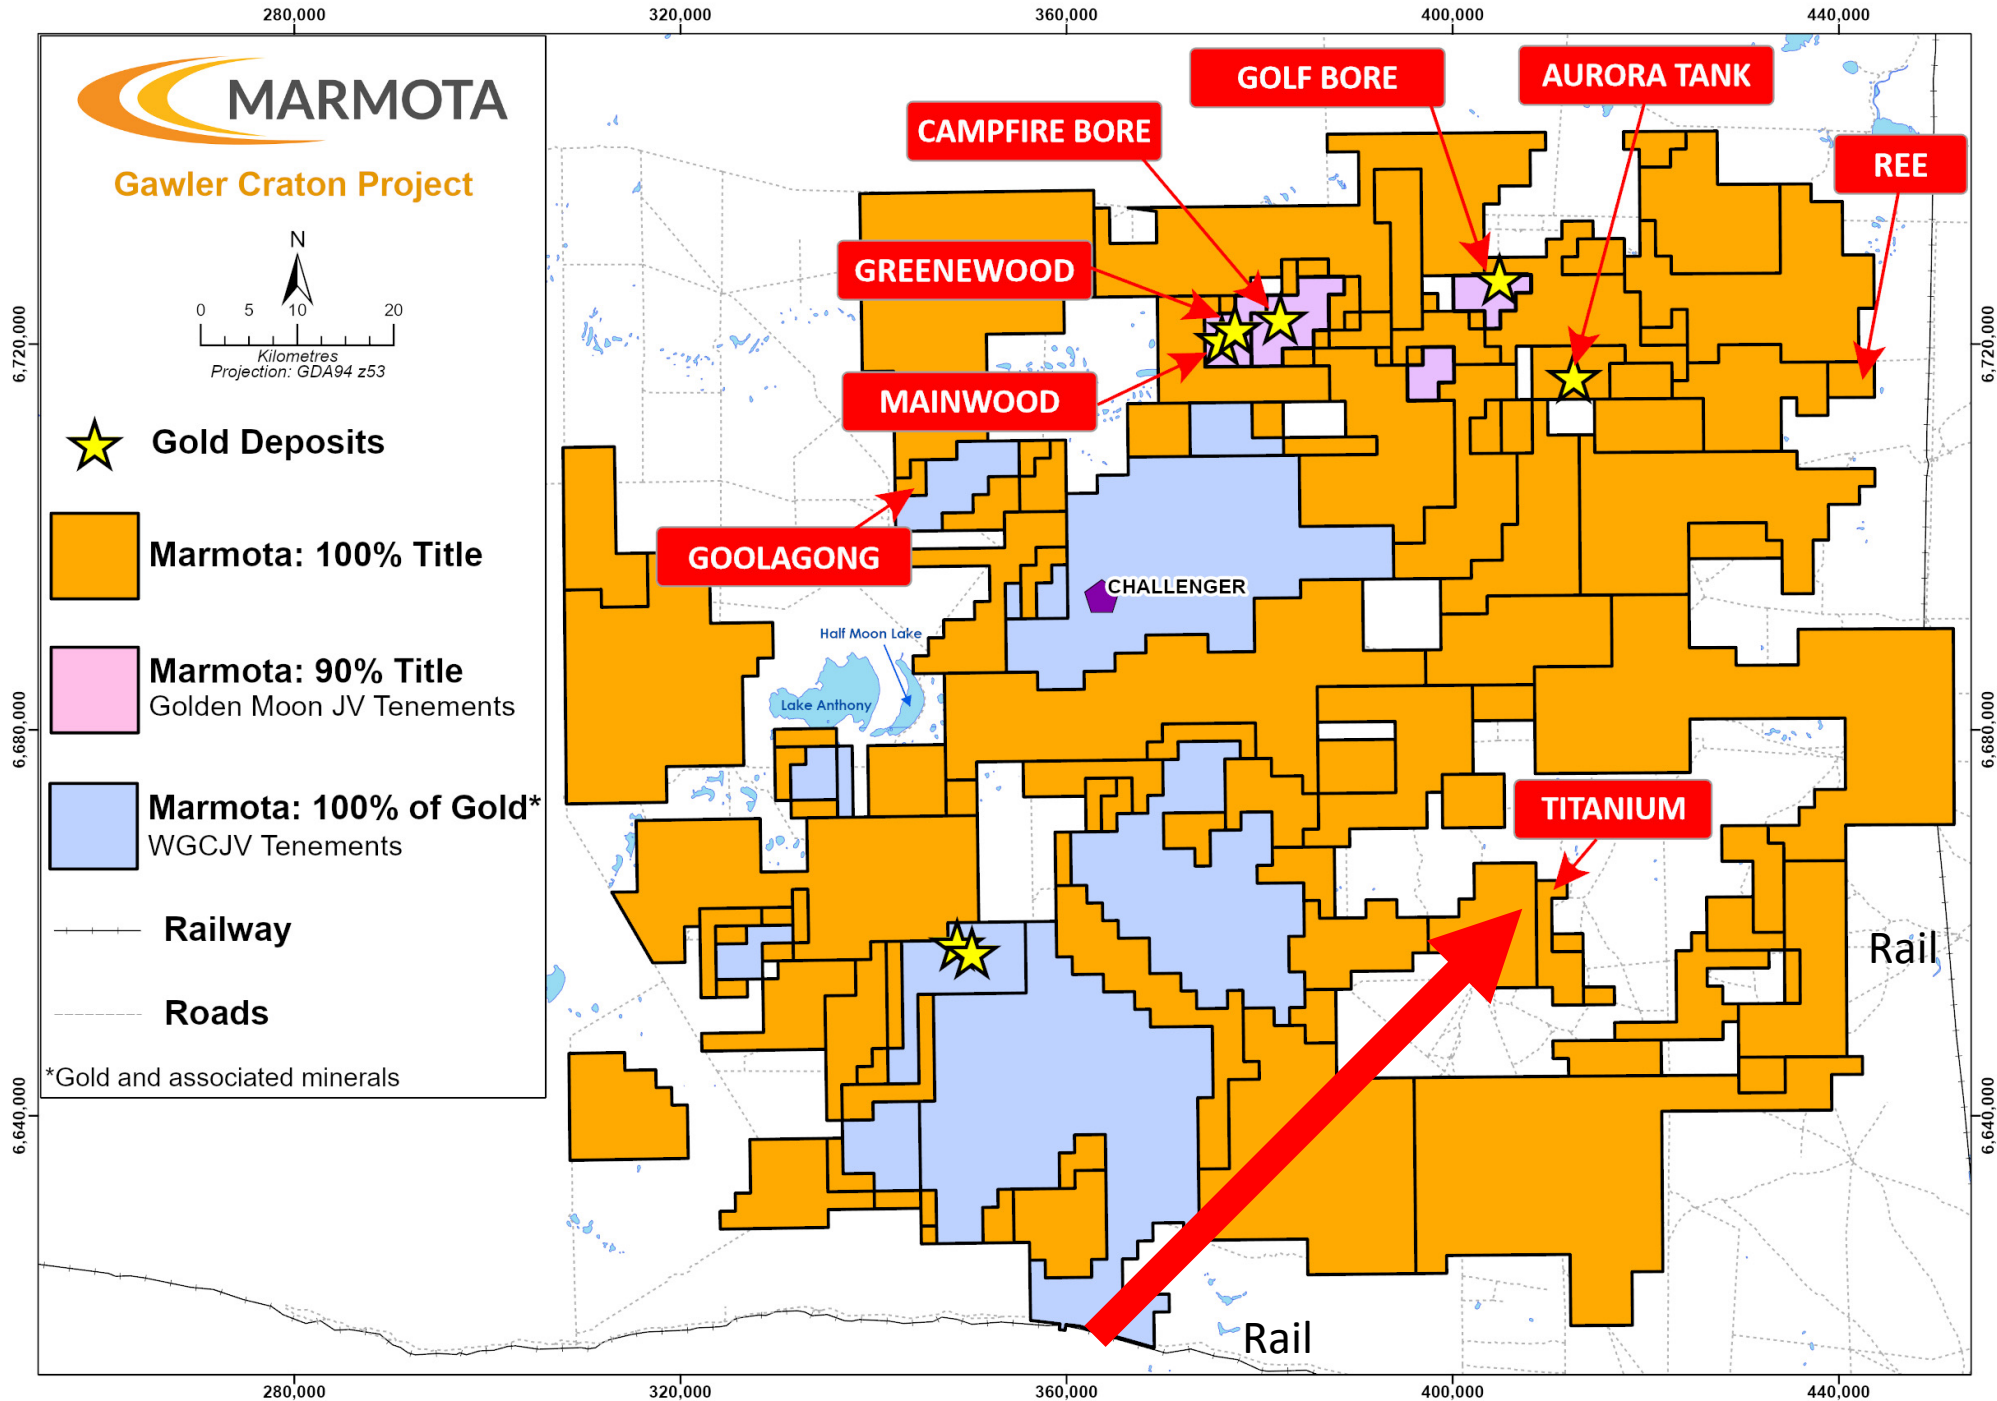 280,000
320,000
360,000
400,000
440,000
MARMOTA
Gawler Craton Project
N
0 5 10 20
Kilometres
Projection: GDA94 z53
Gold Deposits
Marmota: 100% Title
Marmota: 90% Title
Golden Moon JV Tenements
Marmota: 100% of Gold*
WGCJV Tenements
Railway
Roads
*Gold and associated minerals
GOLF BORE
AURORA TANK
CAMPFIRE BORE
REE
GREENEWOOD
MAINWOOD
GOOLAGONG
CHALLENGER
Half Moon Lake
Lake Anthony
TITANIUM
Rail
Rail
6,720,000
6,680,000
6,640,000
6,720,000
6,680,000
6,640,000
280,000
320,000
360,000
400,000
440,000